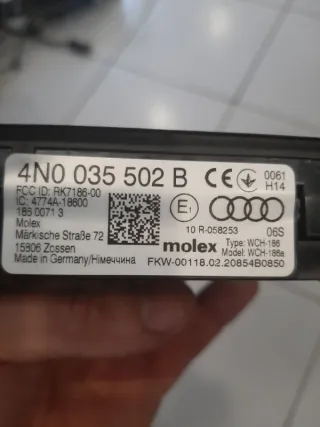 4N0 035 502 B
CE
0061
H14
FCC ID: RK7186-00
IC: 4774A-18600
186 0071 3
Molex
Märkische Straße 72
15806 Zossen
Made in Germany/Німеччина
E1
10 R-058253
06S
molex
Type: WCH-186
Model: WCH-186a
FKW-00118.02.20854B0850